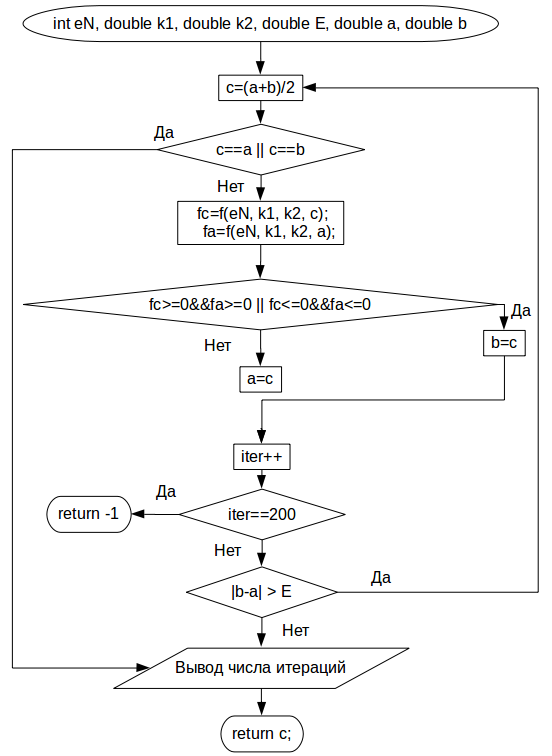 int eN, double k1, double k2, double E, double a, double b
c=(a+b)/2
Да
c==a || c==b
Нет
fc=f(eN, k1, k2, c);
fa=f(eN, k1, k2, a);
fc>=0&&fa>=0 || fc<=0&&fa<=0
Да
Нет
b=c
a=c
iter++
Да
return -1
iter==200
Нет
Да
|b-a| > E
Нет
Вывод числа итераций
return c;